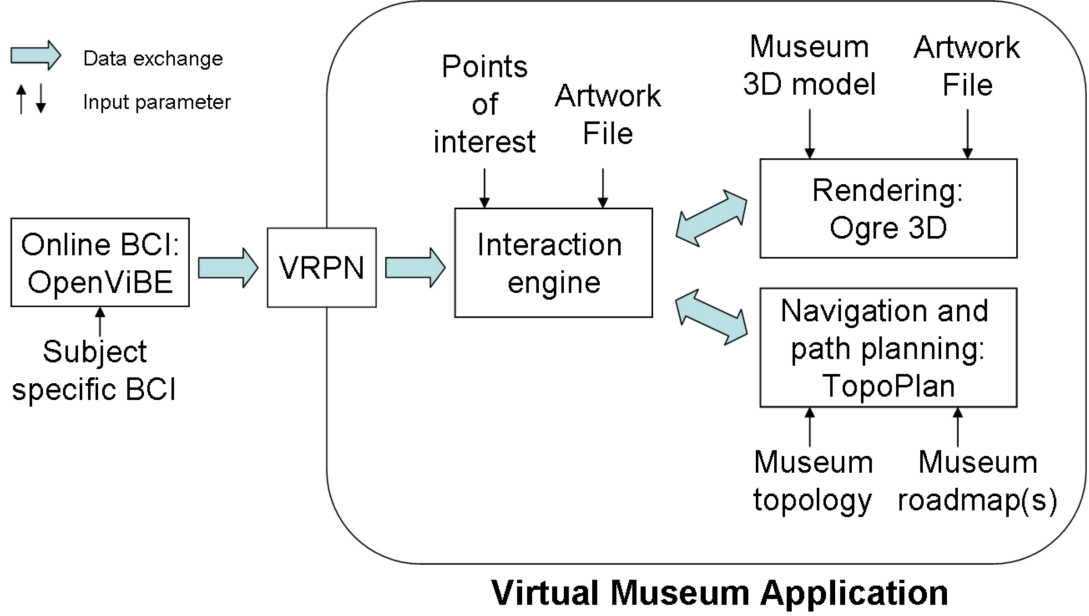 Data exchange
Input parameter
Points
of
interest
Artwork
File
Museum
3D model
Artwork
File
Online BCI:
OpenViBE
VRPN
Interaction
engine
Rendering:
Ogre 3D
Navigation and
path planning:
TopoPlan
Subject
specific BCI
Museum
topology
Museum
roadmap(s)
Virtual Museum Application